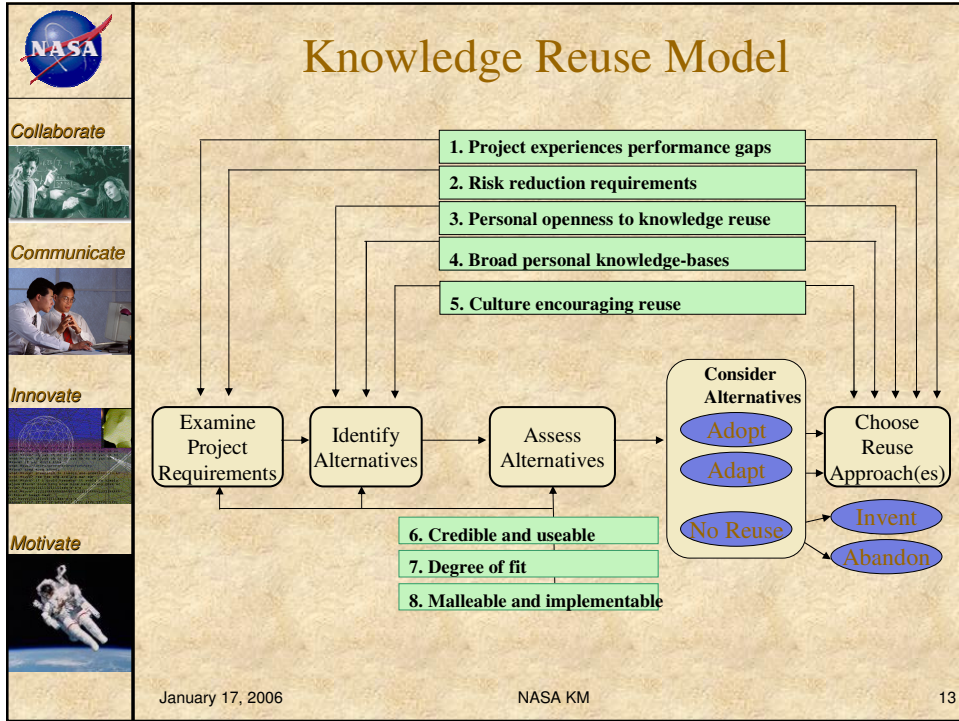 NASA
Knowledge Reuse Model
Collaborate
Communicate
Innovate
Motivate
1. Project experiences performance gaps
2. Risk reduction requirements
3. Personal openness to knowledge reuse
4. Broad personal knowledge-bases
5. Culture encouraging reuse
Examine
Project
Requirements
Identify
Alternatives
Assess
Alternatives
Consider
Alternatives
Adopt
Adapt
No Reuse
Choose
Reuse
Approach(es)
Invent
Abandon
6. Credible and useable
7. Degree of fit
8. Malleable and implementable
January 17, 2006
NASA KM
13